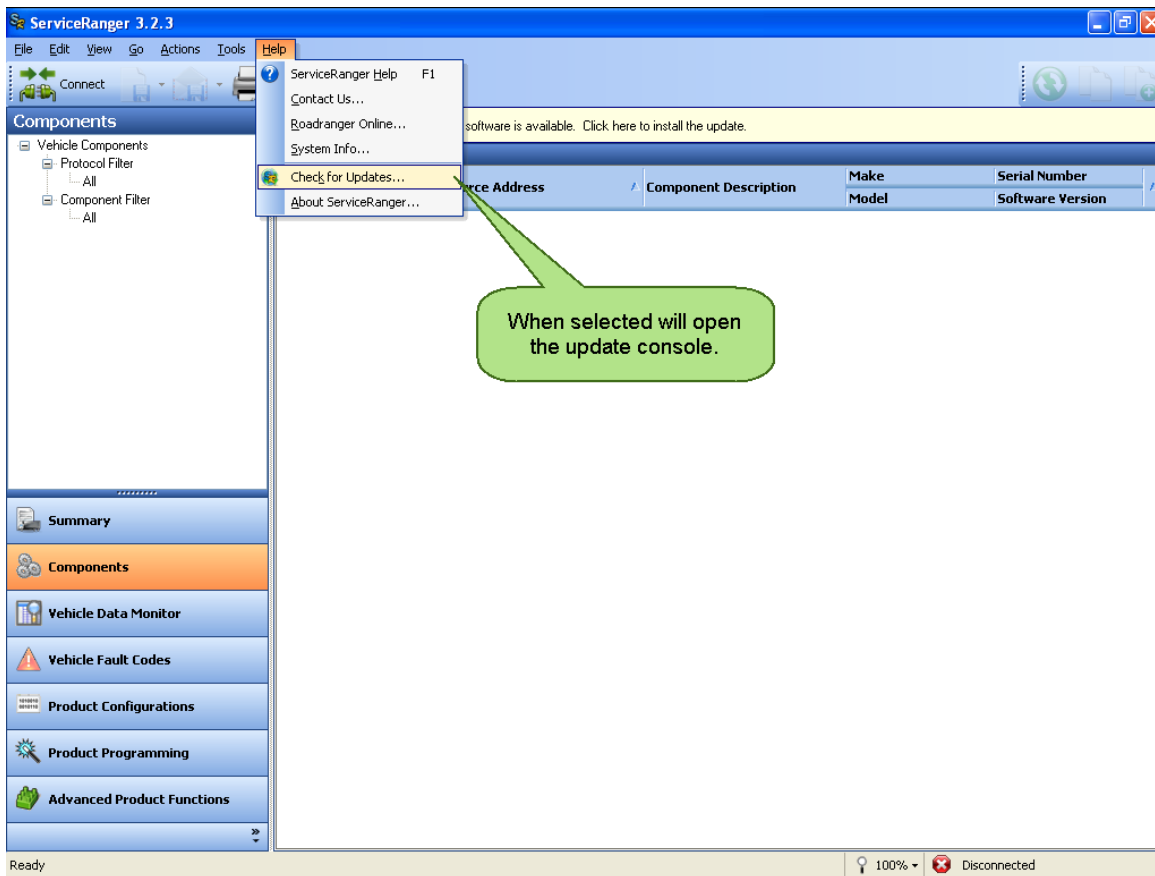 ServiceRanger 3.2.3
File Edit View Go Actions Tools Help
Connect
ServiceRanger Help F1
Contact Us...
Roadranger Online...
System Info...
Check for Updates...
About ServiceRanger...
Components
software is available. Click here to install the update.
Vehicle Components
Protocol Filter
All
Component Filter
All
Address Component Description Make Serial Number
Model Software Version
When selected will open
the update console.
Summary
Components
Vehicle Data Monitor
Vehicle Fault Codes
Product Configurations
Product Programming
Advanced Product Functions
Ready 100% Disconnected